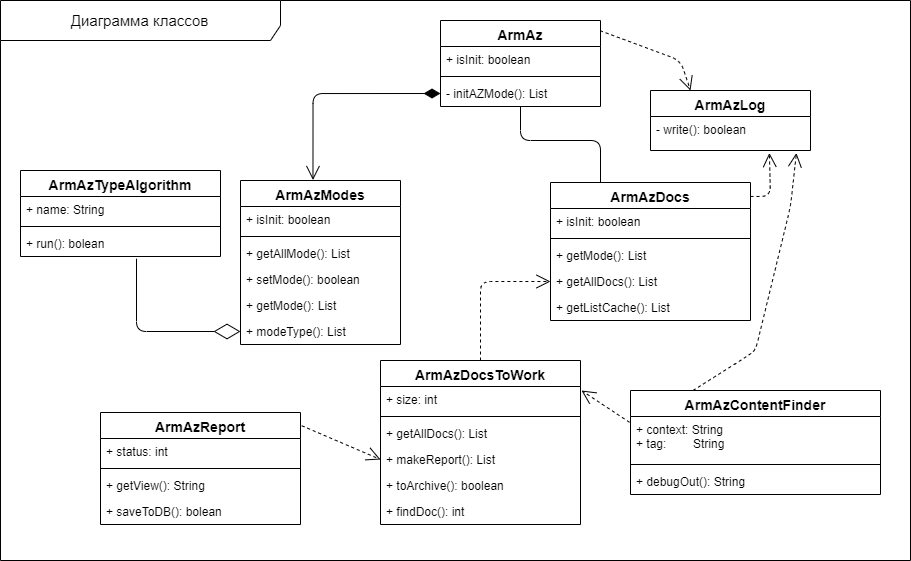 Диаграмма классов
ArmAz
+ isInit: boolean
- initAZMode(): List
ArmAzLog
- write(): boolean
ArmAzTypeAlgorithm
+ name: String
+ run(): bolean
ArmAzModes
+ isInit: boolean
+ getAllMode(): List
+ setMode(): boolean
+ getMode(): List
+ modeType(): List
ArmAzDocs
+ isInit: boolean
+ getMode(): List
+ getAllDocs(): List
+ getListCache(): List
ArmAzDocsToWork
+ size: int
+ getAllDocs(): List
+ makeReport(): List
+ toArchive(): boolean
+ findDoc(): int
ArmAzContentFinder
+ context: String
+ tag: String
+ debugOut(): String
ArmAzReport
+ status: int
+ getView(): String
+ saveToDB(): bolean